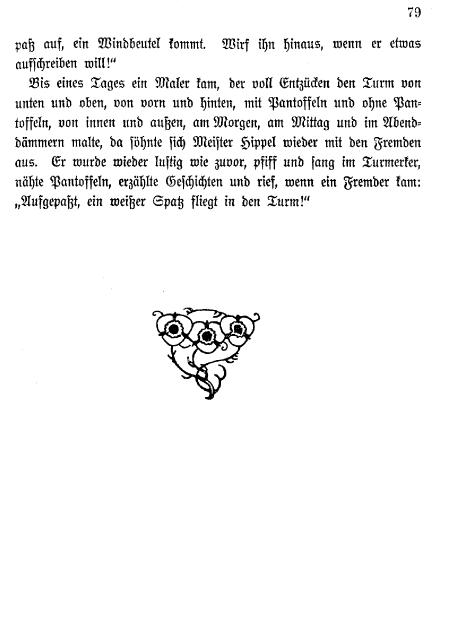 79
paß auf, ein Windbeutel kommt. Wirf ihn hinaus, wenn er etwas
aufschreiben will!"
Bis eines Tages ein Maler kam, der voll Entzücken den Turm von
unten und oben, von vorn und hinten, mit Pantoffeln und ohne Pan-
toffeln, von innen und außen, am Morgen, am Mittag und im Abend-
dämmern malte, da söhnte sich Meister Hippel wieder mit den Fremden
aus. Er wurde wieder lustig wie zuvor, pfiff und sang im Turmerker,
nähte Pantoffeln, erzählte Geschichten und rief, wenn ein Fremder kam:
„Aufgepaßt, ein weißer Spatz fliegt in den Turm!"